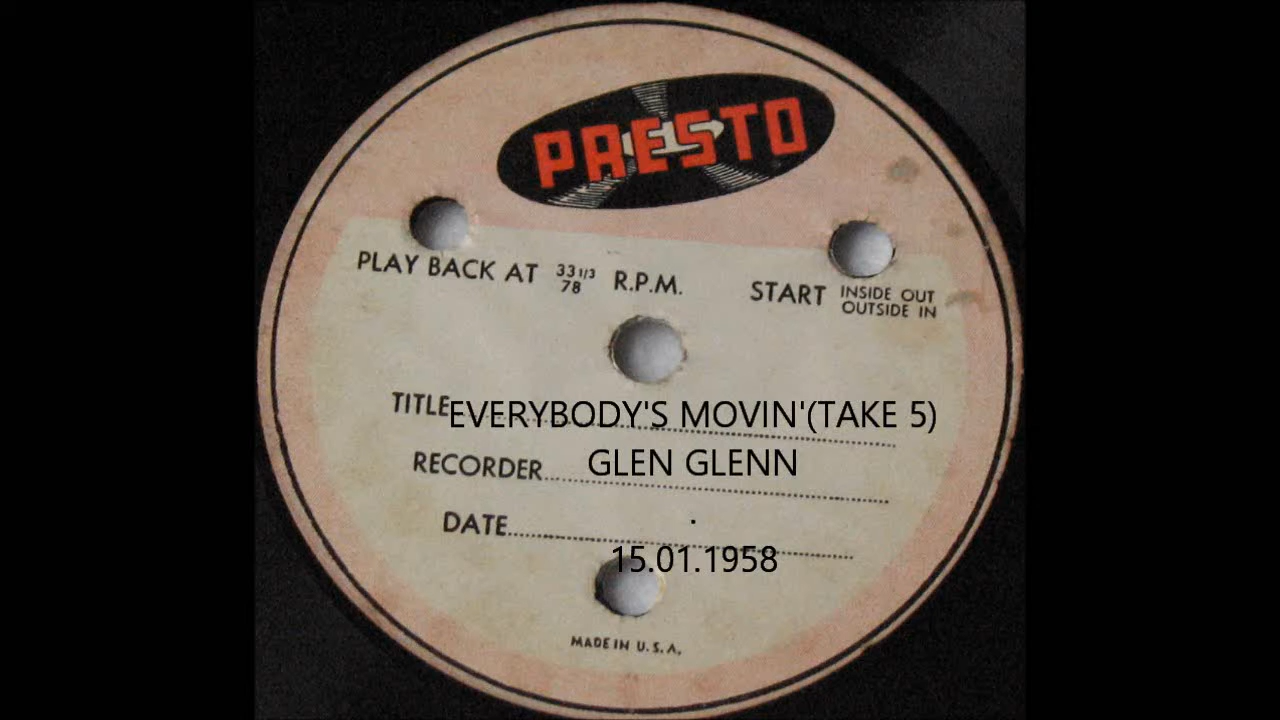 PRESTO
PLAY BACK AT 33 1/3 78 R.P.M. START INSIDE OUT OUTSIDE IN
TITLE EVERYBODY'S MOVIN'(TAKE 5)
RECORDER GLEN GLENN
DATE .
15.01.1958
MADE IN U.S.A.